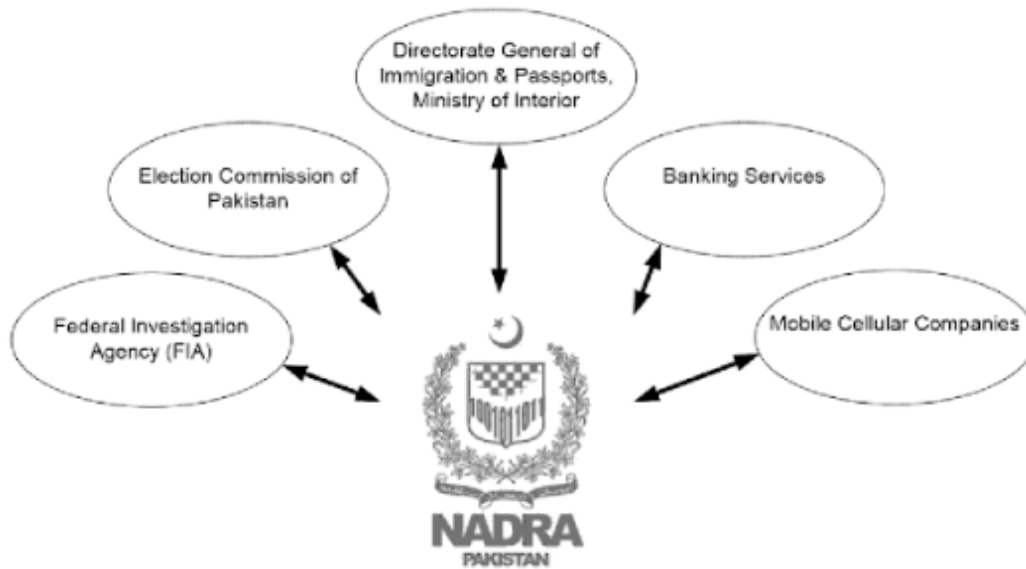 Directorate General of
Immigration & Passports,
Ministry of Interior
Election Commission of
Pakistan
Banking Services
Federal Investigation
Agency (FIA)
Mobile Cellular Companies
NADRA
PAKISTAN